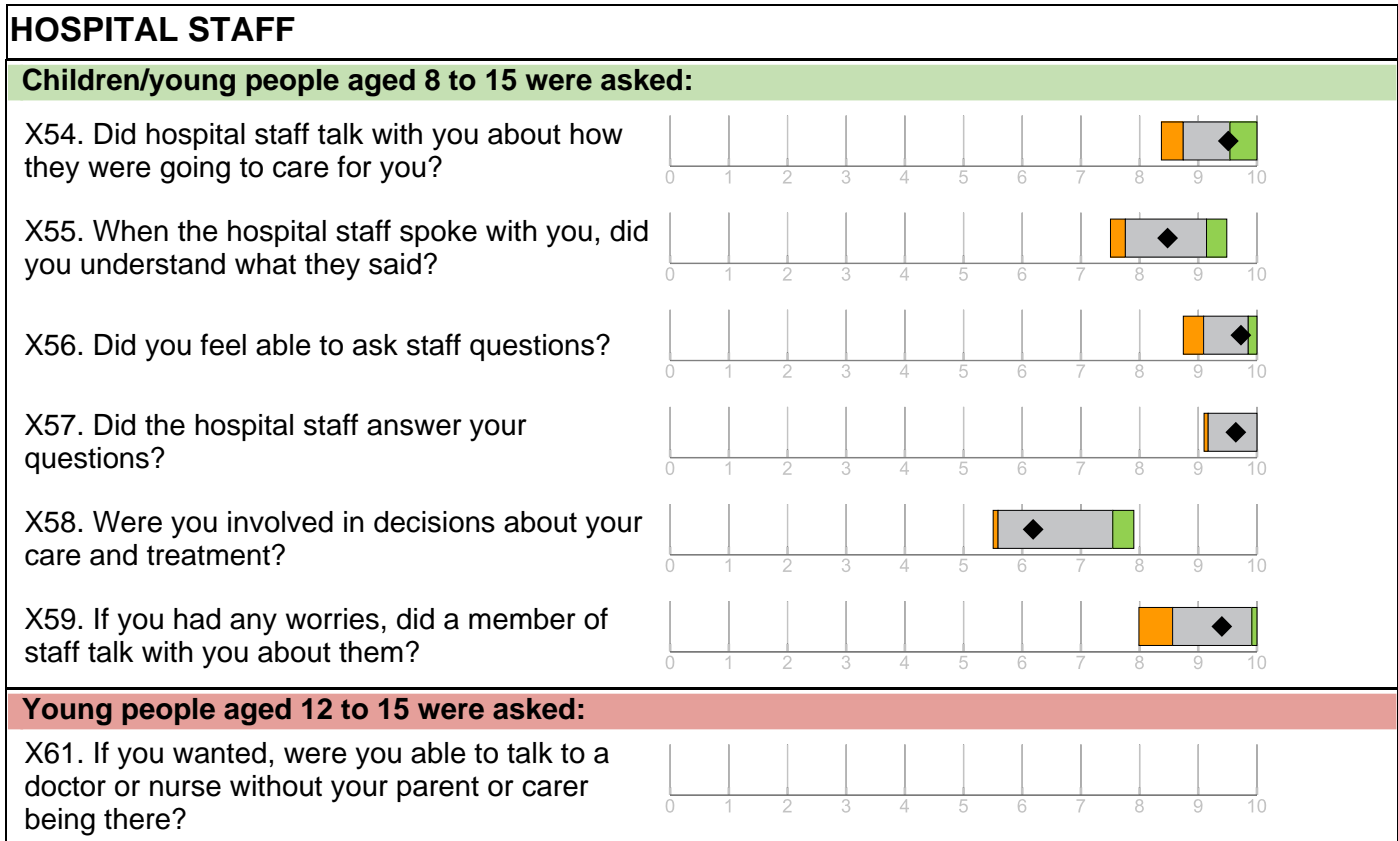 HOSPITAL STAFF
Children/young people aged 8 to 15 were asked:
X54. Did hospital staff talk with you about how
they were going to care for you?
0 1 2 3 4 5 6 7 8 9 10
X55. When the hospital staff spoke with you, did
you understand what they said?
0 1 2 3 4 5 6 7 8 9 10
X56. Did you feel able to ask staff questions?
0 1 2 3 4 5 6 7 8 9 10
X57. Did the hospital staff answer your
questions?
0 1 2 3 4 5 6 7 8 9 10
X58. Were you involved in decisions about your
care and treatment?
0 1 2 3 4 5 6 7 8 9 10
X59. If you had any worries, did a member of
staff talk with you about them?
0 1 2 3 4 5 6 7 8 9 10
Young people aged 12 to 15 were asked:
X61. If you wanted, were you able to talk to a
doctor or nurse without your parent or carer
being there?
0 1 2 3 4 5 6 7 8 9 10